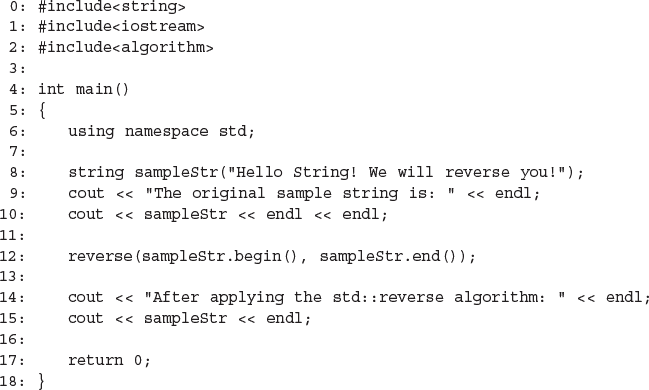 0: #include<string>
1: #include<iostream>
2: #include<algorithm>
3:
4: int main()
5: {
6:    using namespace std;
7:
8:    string sampleStr("Hello String! We will reverse you!");
9:    cout << "The original sample string is: " << endl;
10:    cout << sampleStr << endl << endl;
11:
12:    reverse(sampleStr.begin(), sampleStr.end());
13:
14:    cout << "After applying the std::reverse algorithm: " << endl;
15:    cout << sampleStr << endl;
16:
17:    return 0;
18: }